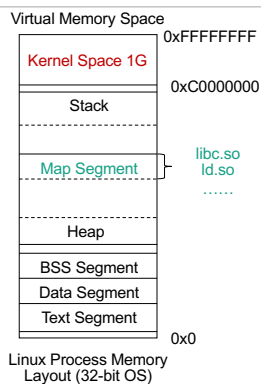 Virtual Memory Space
0xFFFFFFFF
Kernel Space 1G
0xC0000000
Stack
Map Segment
libc.so
ld.so
……
Heap
BSS Segment
Data Segment
Text Segment
0x0
Linux Process Memory
Layout (32-bit OS)